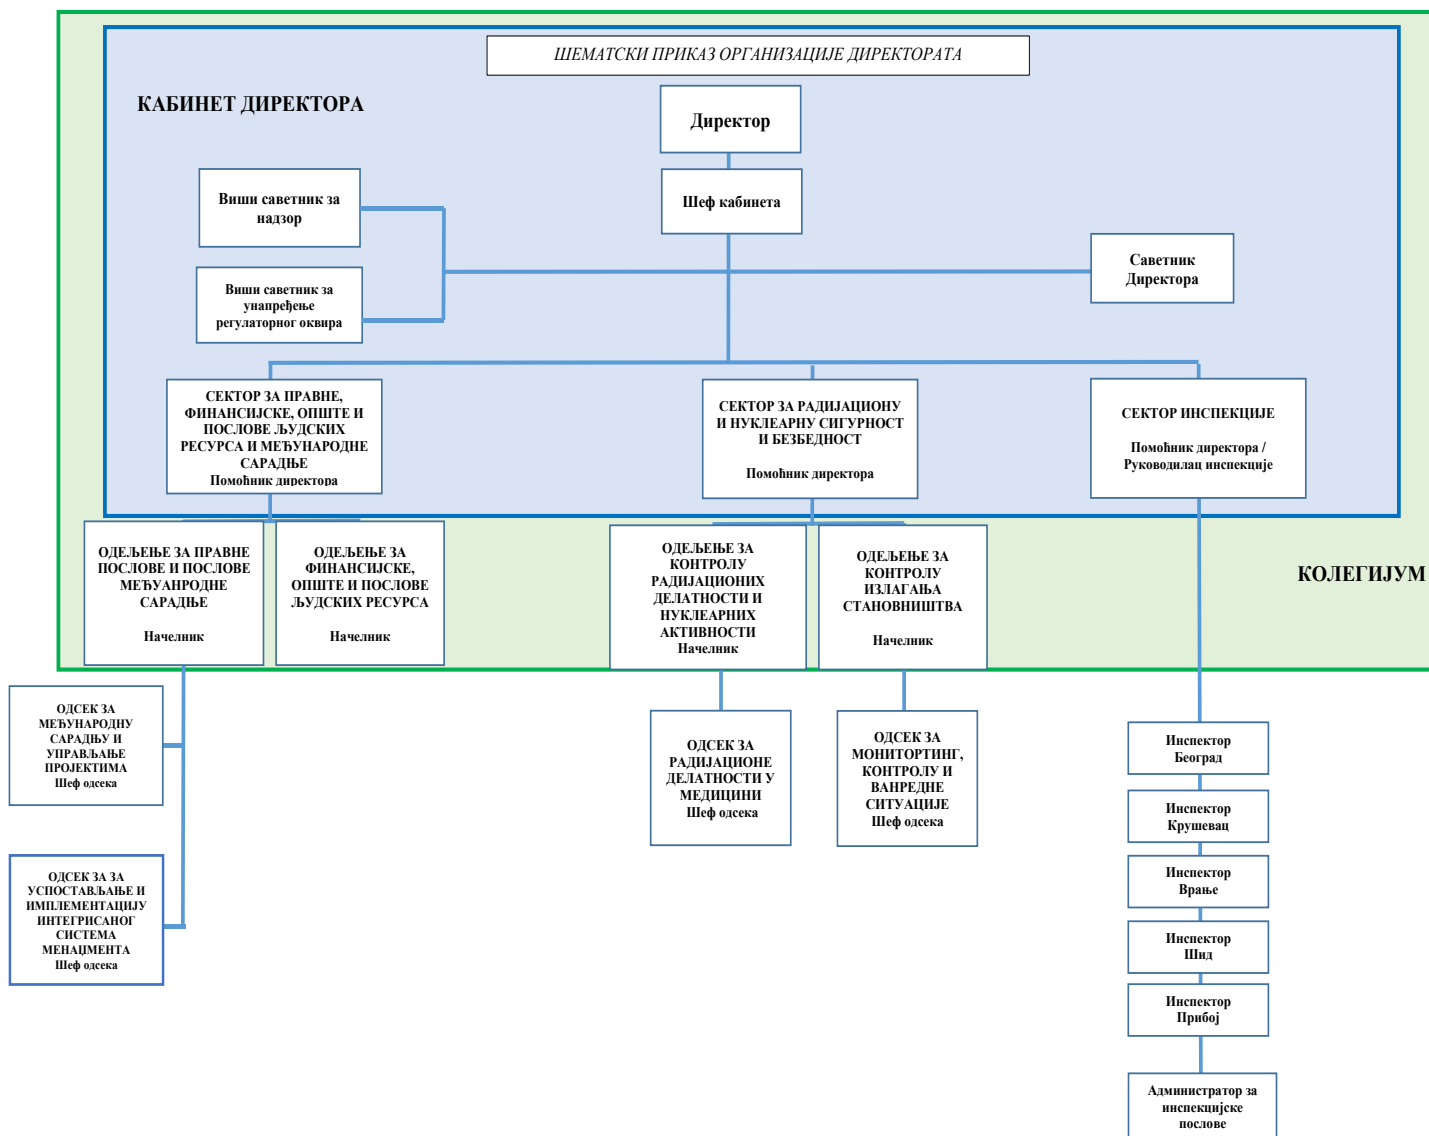 ШЕМАТСКИ ПРИКАЗ ОРГАНИЗАЦИЈЕ ДИРЕКТОРАТА
КАБИНЕТ ДИРЕКТОРА
Директор
Шеф кабинета
Виши саветник за
надзор
Саветник
Директора
Виши саветник за
унапређење
регулаторног оквира
СЕКТОР ЗА ПРАВНЕ,
ФИНАНСИЈСКЕ, ОПШТЕ И
ПОСЛОВЕ ЉУДСКИХ
РЕСУРСА И МЕЂУНАРОДНЕ
САРАДЊЕ
Помоћник директора
СЕКТОР ЗА РАДИЈАЦИОНУ
И НУКЛЕАРНУ СИГУРНОСТ
И БЕЗБЕДНОСТ
Помоћник директора
СЕКТОР ИНСПЕКЦИЈЕ
Помоћник директора /
Руководилац инспекције
ОДЕЉЕЊЕ ЗА ПРАВНЕ
ПОСЛОВЕ И ПОСЛОВЕ
МЕЂУАНРОДНЕ
САРАДЊЕ
Начелник
ОДЕЉЕЊЕ ЗА
ФИНАНСИЈСКЕ,
ОПШТЕ И ПОСЛОВЕ
ЉУДСКИХ РЕСУРСА
Начелник
ОДЕЉЕЊЕ ЗА
КОНТРОЛУ
РАДИЈАЦИОНИХ
ДЕЛАТНОСТИ И
НУКЛЕАРНИХ
АКТИВНОСТИ
Начелник
ОДЕЉЕЊЕ ЗА
КОНТРОЛУ
ИЗЛАГАЊА
СТАНОВНИШТВА
Начелник
КОЛЕГИЈУМ
ОДСЕК ЗА
МЕЂУНАРОДНУ
САРАДЊУ И
УПРАВЉАЊЕ
ПРОЈЕКТИМА
Шеф одсека
ОДСЕК ЗА
РАДИЈАЦИОНЕ
ДЕЛАТНОСТИ У
МЕДИЦИНИ
Шеф одсека
ОДСЕК ЗА
МОНИТОРТИНГ,
КОНТРОЛУ И
ВАНРЕДНЕ
СИТУАЦИЈЕ
Шеф одсека
ОДСЕК ЗА ЗА
УСПОСТАВЉАЊЕ И
ИМПЛЕМЕНТАЦИЈУ
ИНТЕГРИСАНОГ
СИСТЕМА
МЕНАЏМЕНТА
Шеф одсека
Инспектор
Београд
Инспектор
Крушевац
Инспектор
Врање
Инспектор
Шид
Инспектор
Прибој
Администратор за
инспекцијске
послове